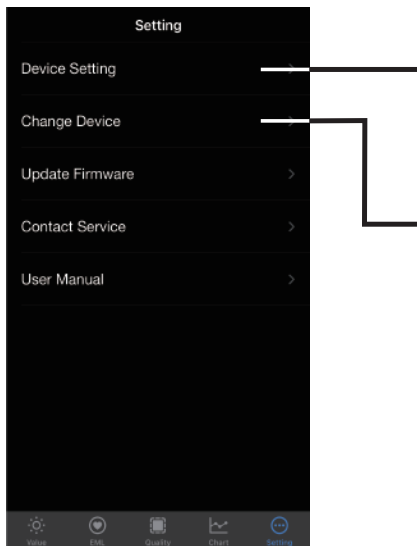 Setting
Device Setting
Change Device
Update Firmware
Contact Service
User Manual
Value EML Quality Chart Setting